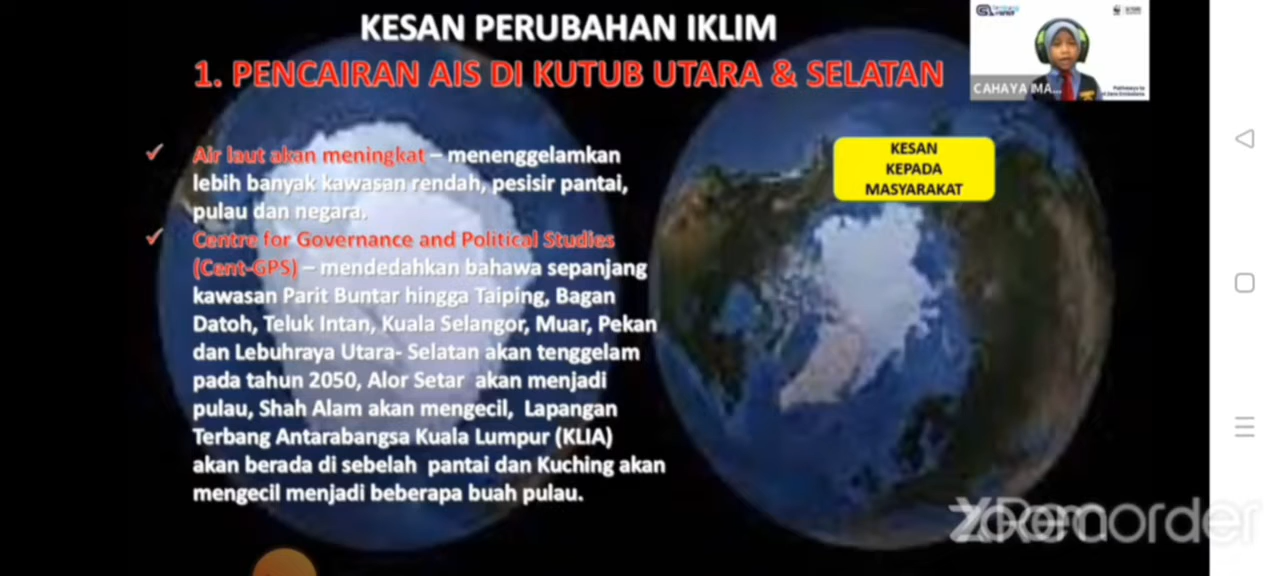 KESAN PERUBAHAN IKLIM
1. PENCAIRAN AIS DI KUTUB UTARA & SELATAN
CAHAYA IMA...
Air laut akan meningkat – menenggelamkan
lebih banyak kawasan rendah, pesisir pantai,
pulau dan negara.
Centre for Governance and Political Studies
(Cent-GPS) – mendedahkan bahawa sepanjang
kawasan Parit Buntar hingga Taiping, Bagan
Datoh, Teluk Intan, Kuala Selangor, Muar, Pekan
dan Lebuhraya Utara- Selatan akan tenggelam
pada tahun 2050, Alor Setar akan menjadi
pulau, Shah Alam akan mengecil, Lapangan
Terbang Antarabangsa Kuala Lumpur (KLIA)
akan berada di sebelah pantai dan Kuching akan
mengecil menjadi beberapa buah pulau.
KESAN
KEPADA
MASYARAKAT